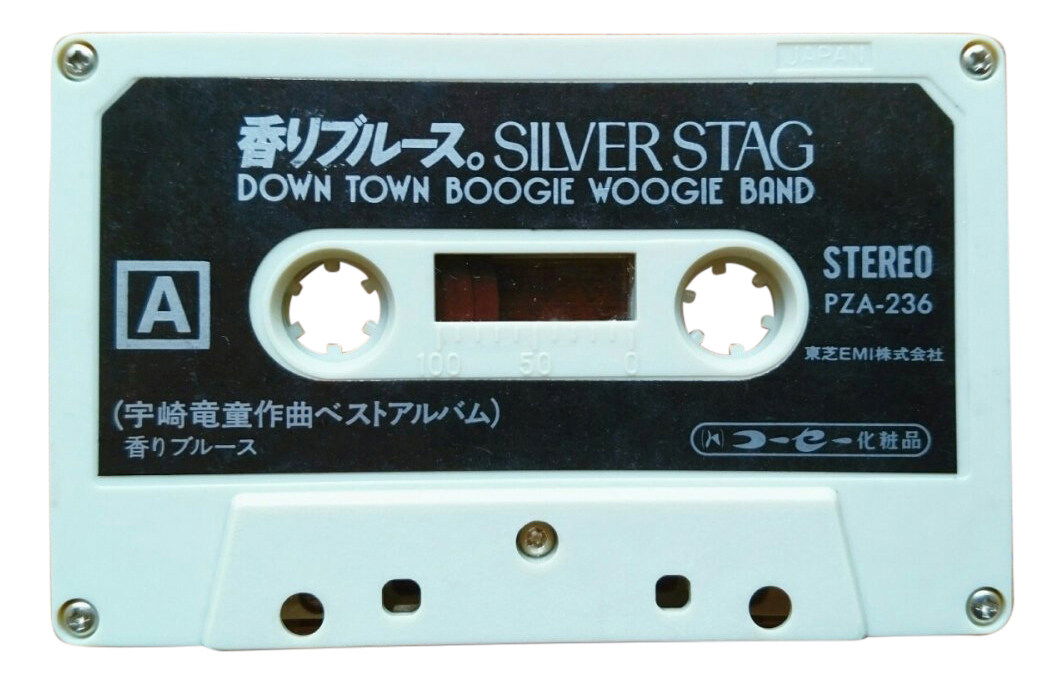 JAPAN
香りブルース。SILVER STAG
DOWN TOWN BOOGIE WOOGIE BAND
A
STEREO
PZA-236
東芝EMI株式会社
100 50 0
(宇崎竜童作曲ベストアルバム)
香りブルース
コーセー化粧品